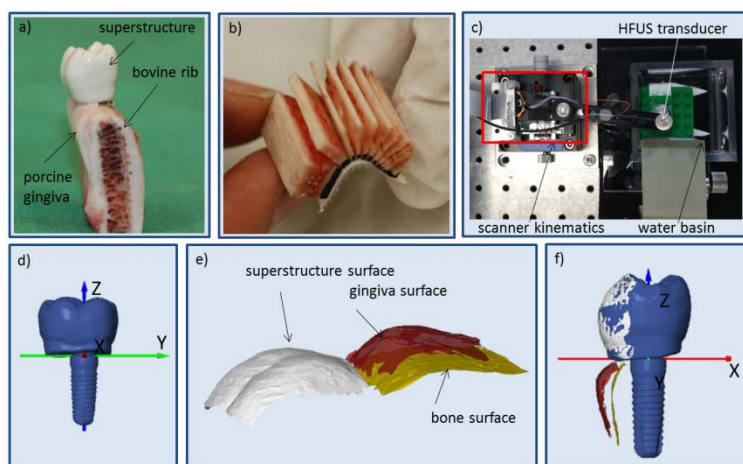 a)
superstructure
bovine rib
porcine
gingiva
b)
c)
HFUS transducer
scanner kinematics
water basin
d)
Z
X
Y
e)
superstructure surface
gingiva surface
bone surface
f)
Z
X
Y